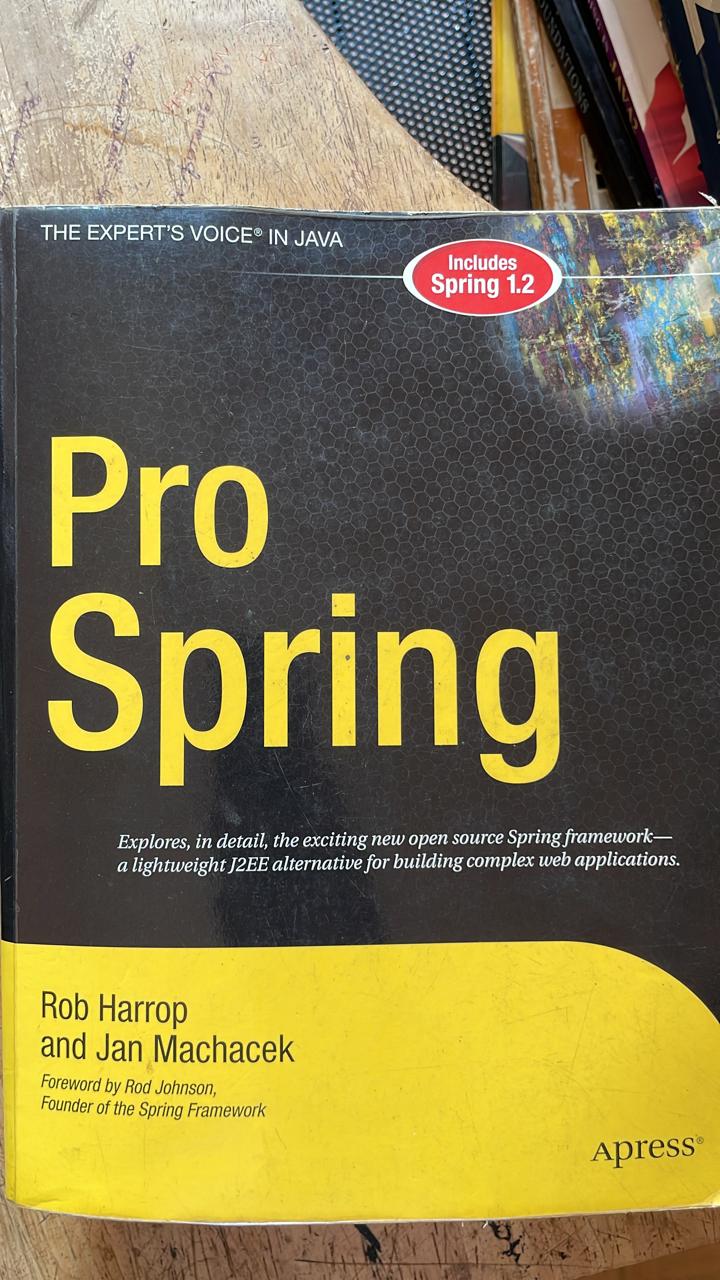 FOUNDATIONS
THE EXPERT'S VOICE® IN JAVA
Includes
Spring 1.2
Pro
Spring
Explores, in detail, the exciting new open source Spring framework—
a lightweight J2EE alternative for building complex web applications.
Rob Harrop
and Jan Machacek
Foreword by Rod Johnson,
Founder of the Spring Framework
Apress®